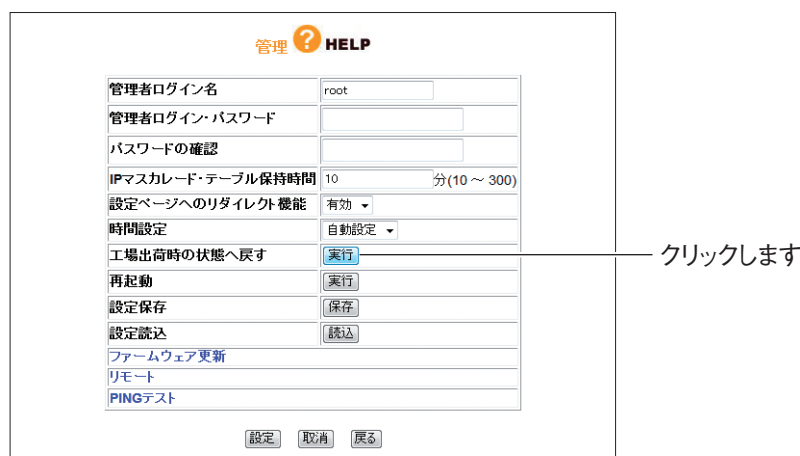 管理 ? HELP
管理者ログイン名 root
管理者ログイン・パスワード
パスワードの確認
IPマスカレード・テーブル保持時間 10 分(10 ～ 300)
設定ページへのリダイレクト機能 有効
時間設定 自動設定
工場出荷時の状態へ戻す 実行 クリックします
再起動 実行
設定保存 保存
設定読込 読込
ファームウェア更新
リモート
PINGテスト
設定 取消 戻る